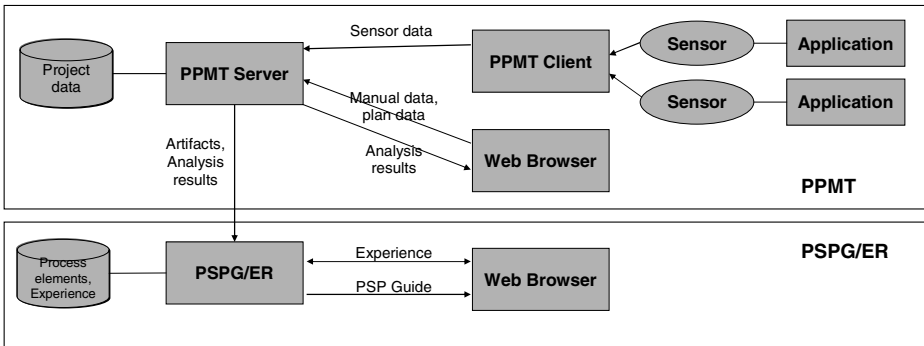 Sensor data
Sensor
Application
Project
data
PPMT Server
PPMT Client
Sensor
Application
Manual data,
plan data
Artifacts,
Analysis
results
Analysis
results
Web Browser
PPMT
PSPG/ER
Process
elements,
Experience
PSPG/ER
Experience
PSP Guide
Web Browser